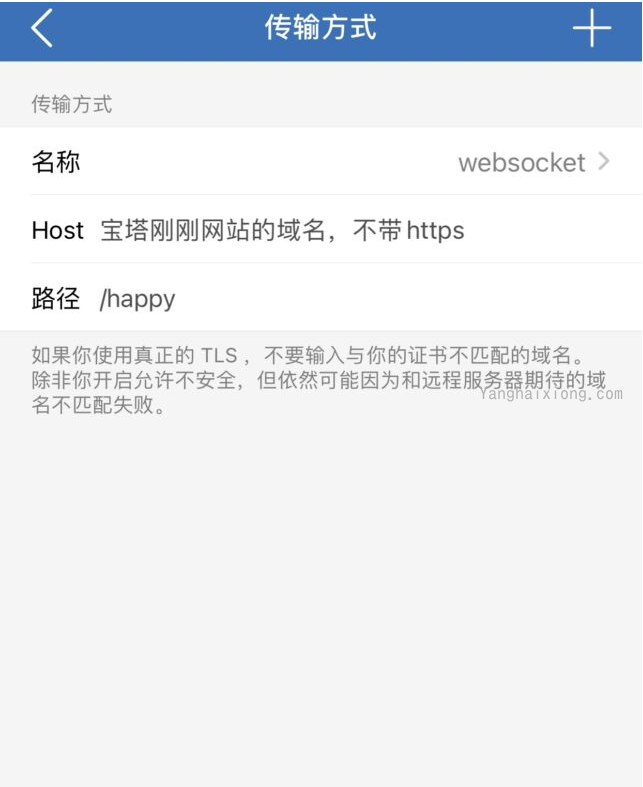 传输方式
传输方式
名称 websocket
Host 宝塔刚刚网站的域名，不带https
路径 /happy
如果你使用真正的 TLS ，不要输入与你的证书不匹配的域名。
除非你开启允许不安全，但依然可能因为和远程服务器期待的域
名不匹配失败。
Yanghaixiong.com